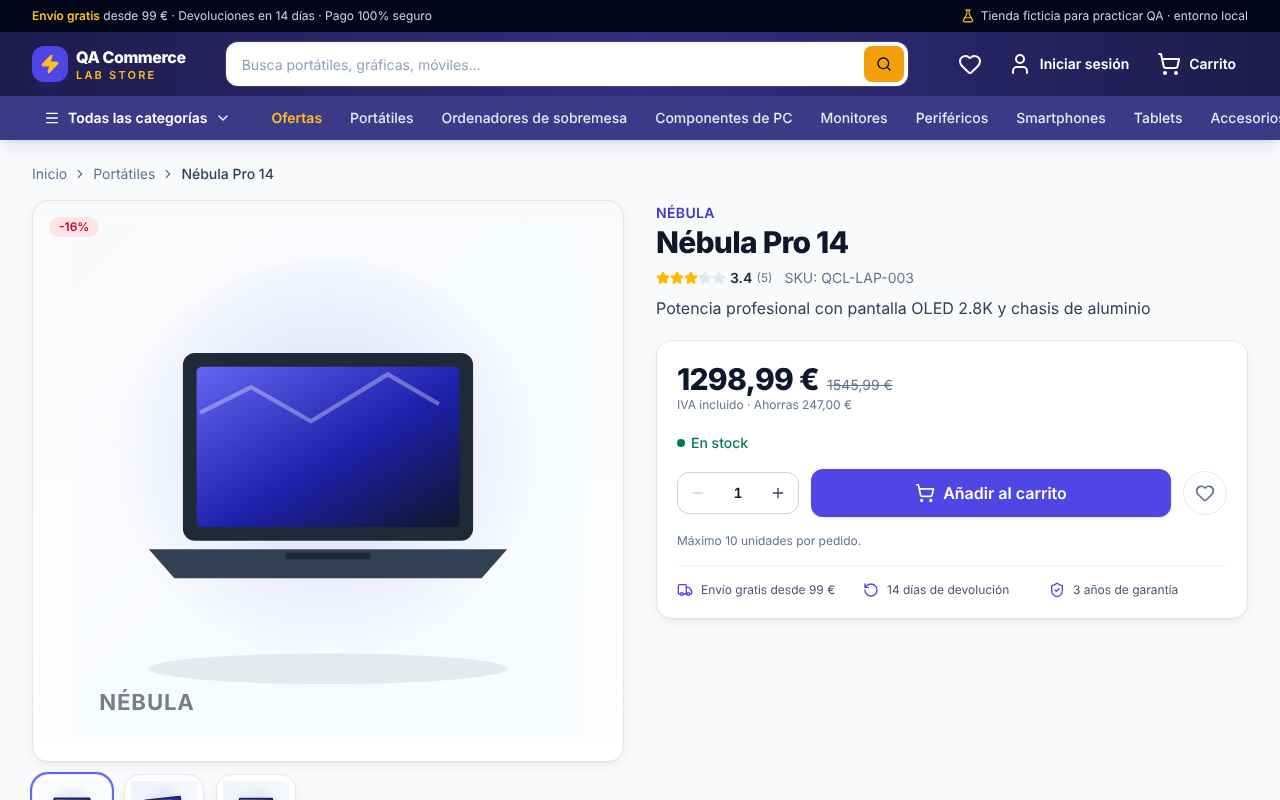 Envío gratis desde 99 € · Devoluciones en 14 días · Pago 100% seguro
Tienda ficticia para practicar QA · entorno local
QA Commerce
LAB STORE
Busca portátiles, gráficas, móviles...
Iniciar sesión
Carrito
Todas las categorías
Ofertas
Portátiles
Ordenadores de sobremesa
Componentes de PC
Monitores
Periféricos
Smartphones
Tablets
Accesorios
Inicio > Portátiles > Nébula Pro 14
-16%
NÉBULA
NÉBULA
Nébula Pro 14
3.4 (5) SKU: QCL-LAP-003
Potencia profesional con pantalla OLED 2.8K y chasis de aluminio
1298,99 € 1545,99 €
IVA incluido · Ahorras 247,00 €
En stock
1
Añadir al carrito
Máximo 10 unidades por pedido.
Envío gratis desde 99 €
14 días de devolución
3 años de garantía